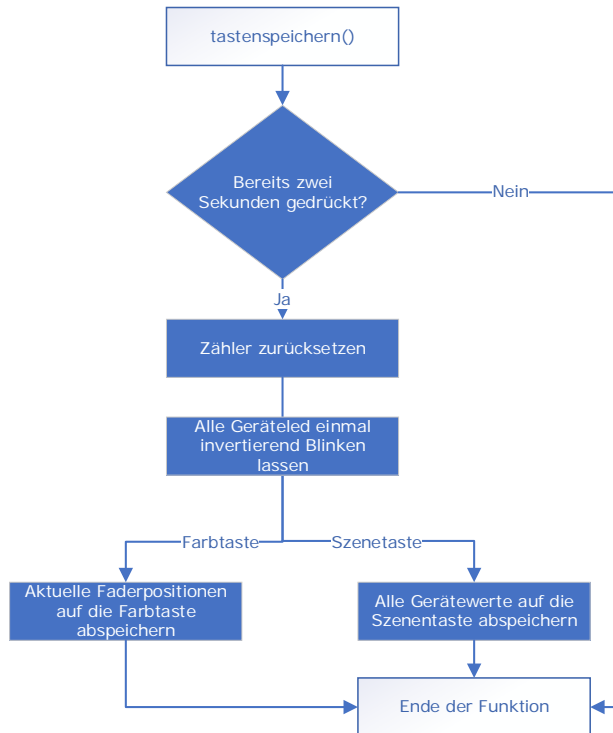 tastenspeichern()
Bereits zwei
Sekunden gedrückt?
Nein
Ja
Zähler zurücksetzen
Alle Geräteled einmal
invertierend Blinken
lassen
Farbtaste
Szenetaste
Aktuelle Faderpositionen
auf die Farbtaste
abspeichern
Alle Gerätewerte auf die
Szenentaste abspeichern
Ende der Funktion